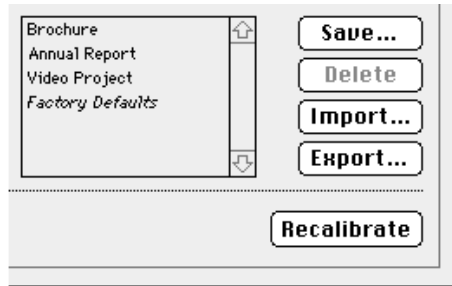 Brochure
Annual Report
Video Project
Factory Defaults
Save...
Delete
Import...
Export...
Recalibrate